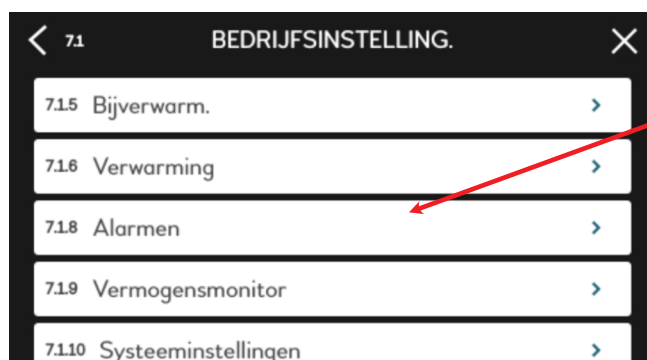 7.1 BEDRIJFSINSTELLING.
7.1.5 Bijverwarm.
7.1.6 Verwarming
7.1.8 Alarmen
7.1.9 Vermogensmonitor
7.1.10 Systeeminstellingen